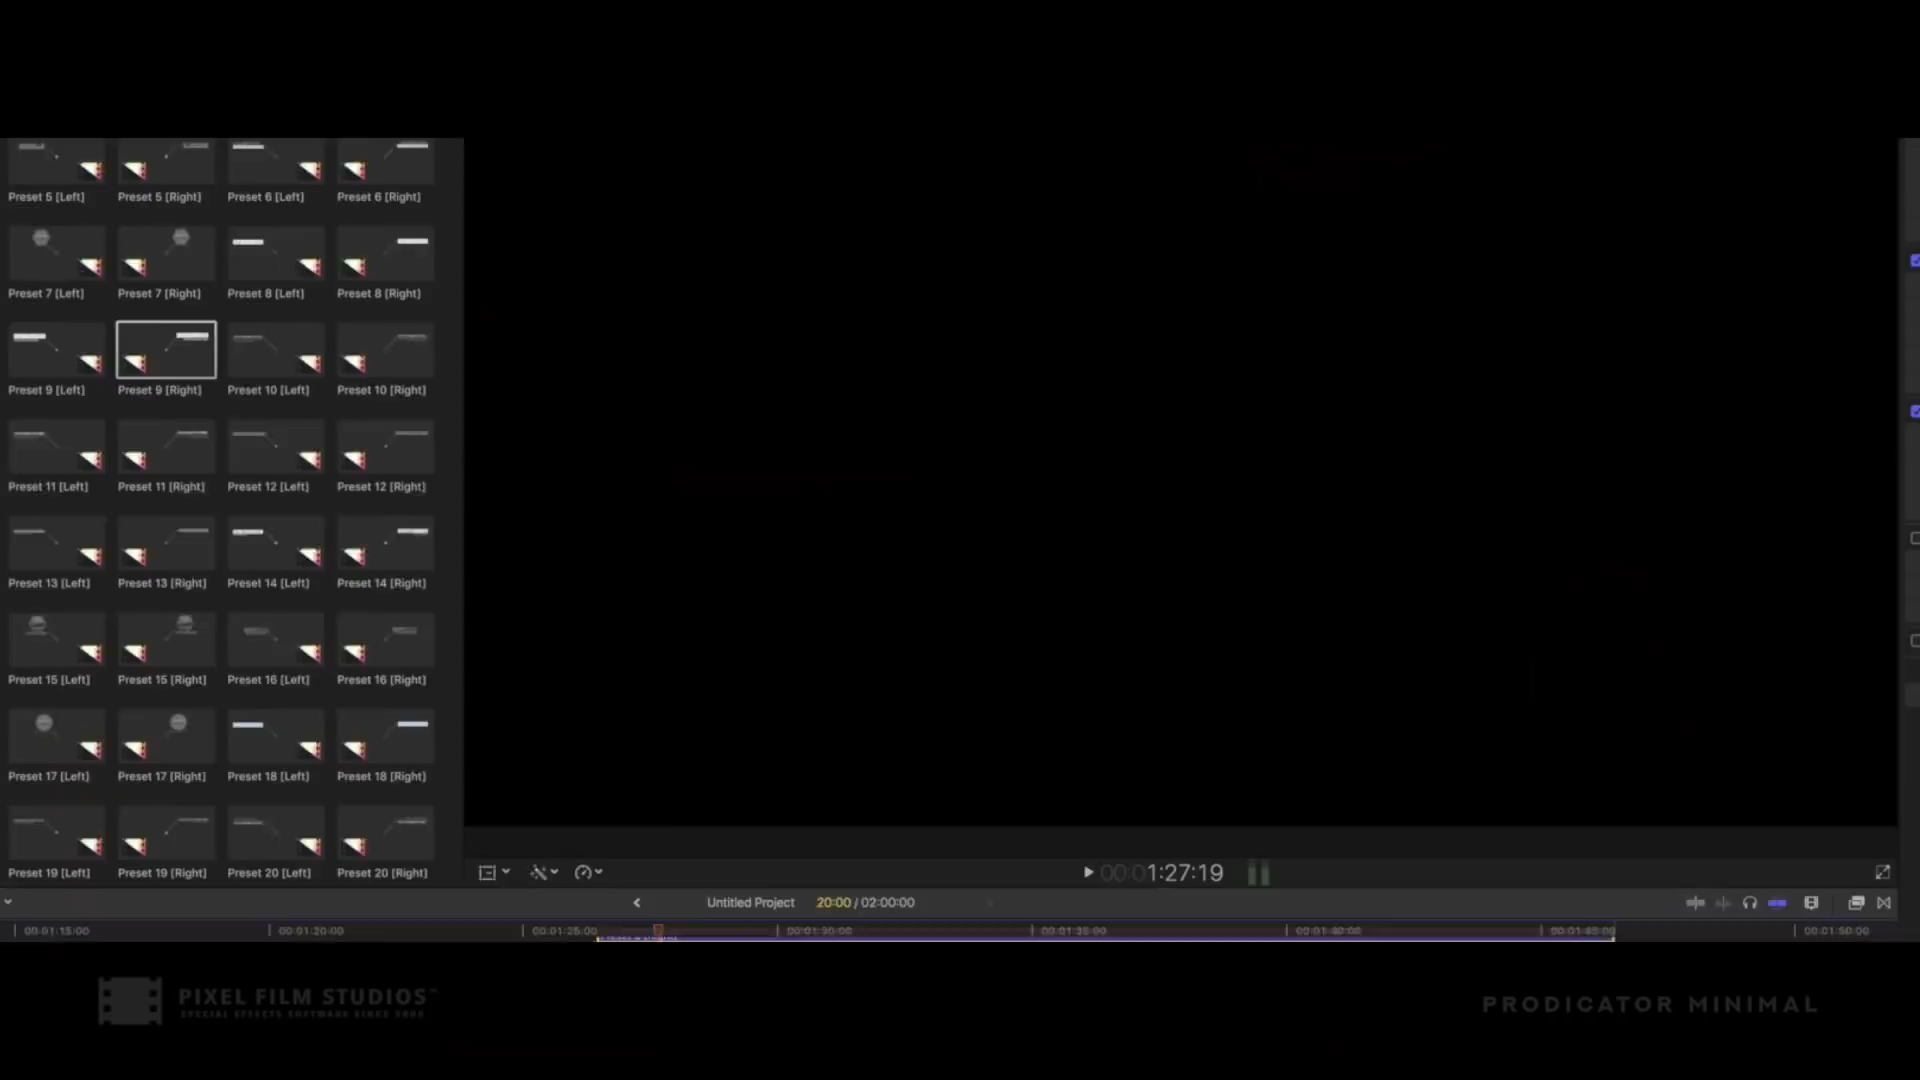 Preset 5 [Left] Preset 5 [Right] Preset 6 [Left] Preset 6 [Right]
Preset 7 [Left] Preset 7 [Right] Preset 8 [Left] Preset 8 [Right]
Preset 9 [Left] Preset 9 [Right] Preset 10 [Left] Preset 10 [Right]
Preset 11 [Left] Preset 11 [Right] Preset 12 [Left] Preset 12 [Right]
Preset 13 [Left] Preset 13 [Right] Preset 14 [Left] Preset 14 [Right]
Preset 15 [Left] Preset 15 [Right] Preset 16 [Left] Preset 16 [Right]
Preset 17 [Left] Preset 17 [Right] Preset 18 [Left] Preset 18 [Right]
Preset 19 [Left] Preset 19 [Right] Preset 20 [Left] Preset 20 [Right]
00:01:27:19
Untitled Project 20:00 / 02:00:00
00:01:15:00 00:01:20:00 00:01:25:00 00:01:30:00 00:01:35:00 00:01:40:00 00:01:45:00 00:01:50:00
PIXEL FILM STUDIOS™
SPECIAL EFFECTS SOFTWARE SINCE
PRODICATOR MINIMAL